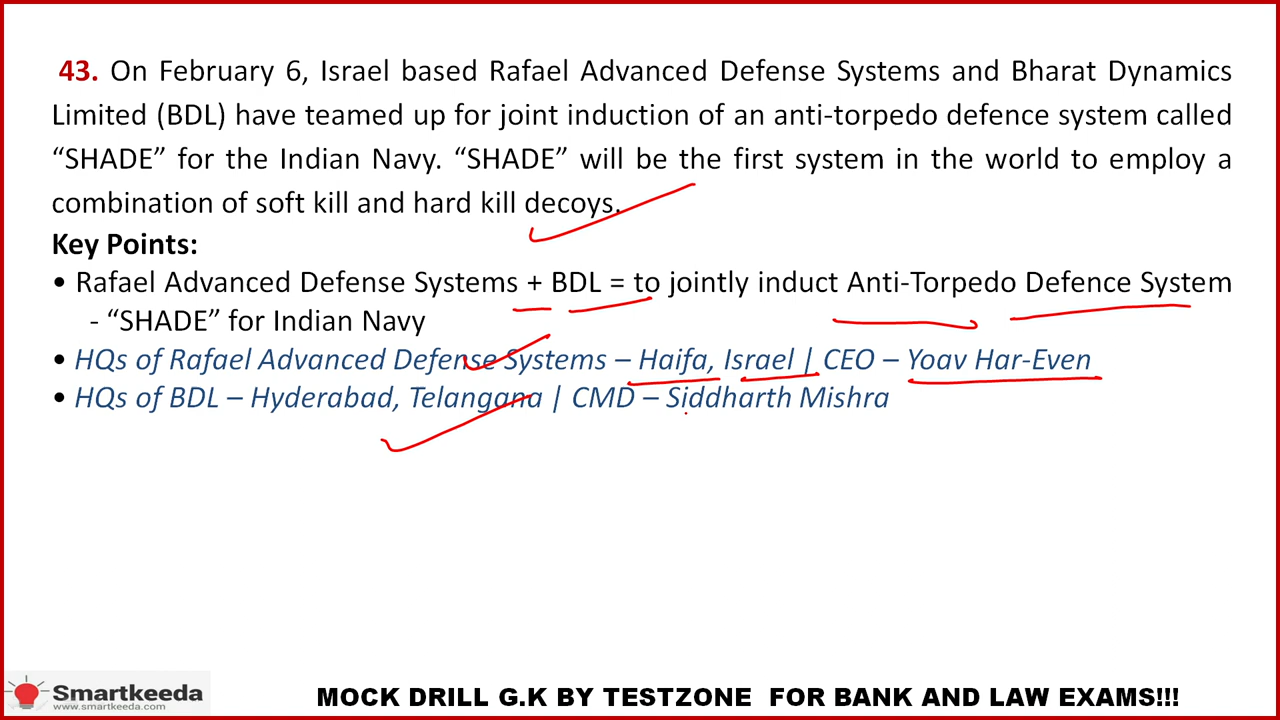 43. On February 6, Israel based Rafael Advanced Defense Systems and Bharat Dynamics
Limited (BDL) have teamed up for joint induction of an anti-torpedo defence system called
“SHADE” for the Indian Navy. “SHADE” will be the first system in the world to employ a
combination of soft kill and hard kill decoys.
Key Points:
• Rafael Advanced Defense Systems + BDL = to jointly induct Anti-Torpedo Defence System
- “SHADE” for Indian Navy
• HQs of Rafael Advanced Defense Systems – Haifa, Israel | CEO – Yoav Har-Even
• HQs of BDL – Hyderabad, Telangana | CMD – Siddharth Mishra
Smartkeeda
www.smartkeeda.com
MOCK DRILL G.K BY TESTZONE FOR BANK AND LAW EXAMS!!!